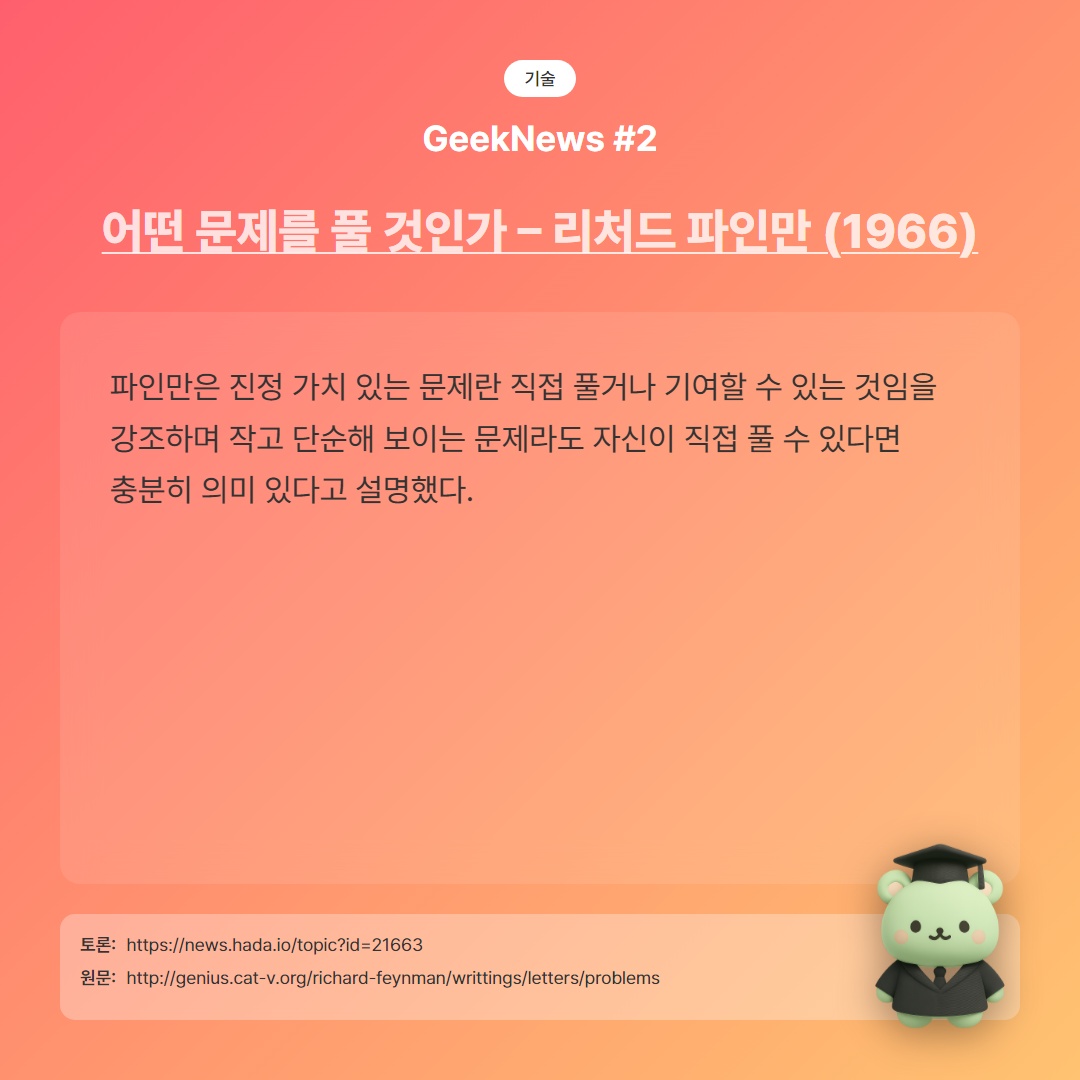 기술
GeekNews #2
어떤 문제를 풀 것인가 – 리처드 파인만 (1966)
파인만은 진정 가치 있는 문제란 직접 풀거나 기여할 수 있는 것임을
강조하며 작고 단순해 보이는 문제라도 자신이 직접 풀 수 있다면
충분히 의미 있다고 설명했다.
토론: https://news.hada.io/topic?id=21663
원문: http://genius.cat-v.org/richard-feynman/writtings/letters/problems